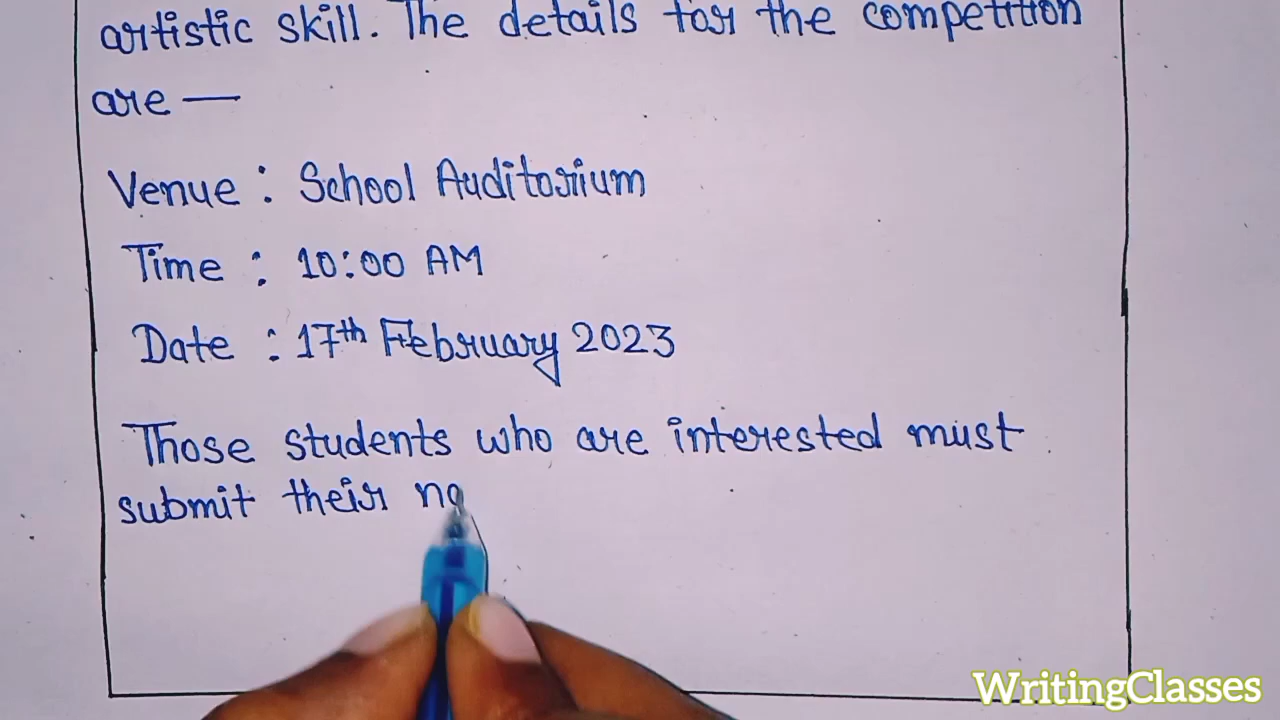 artistic skill. The details for the competition
are —
Venue : School Auditorium
Time : 10:00 AM
Date : 17th February 2023
Those students who are interested must
submit their na
WritingClasses